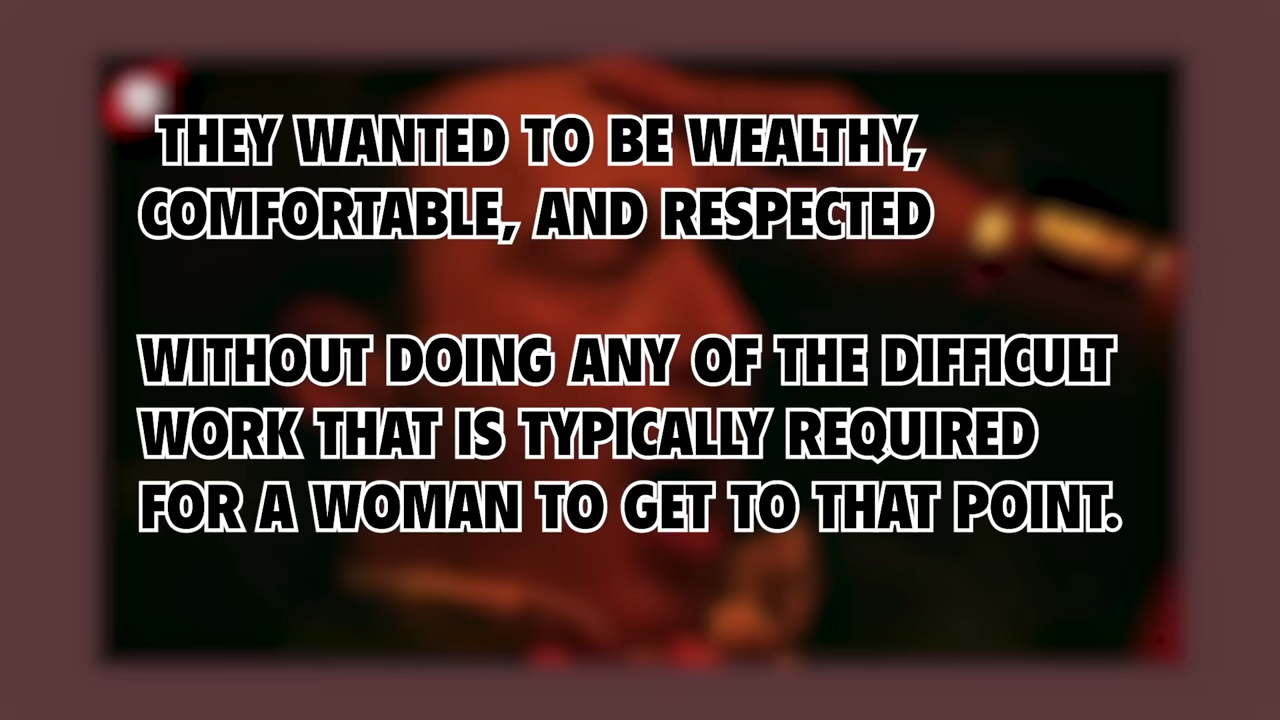 THEY WANTED TO BE WEALTHY,
COMFORTABLE, AND RESPECTED
WITHOUT DOING ANY OF THE DIFFICULT
WORK THAT IS TYPICALLY REQUIRED
FOR A WOMAN TO GET TO THAT POINT.